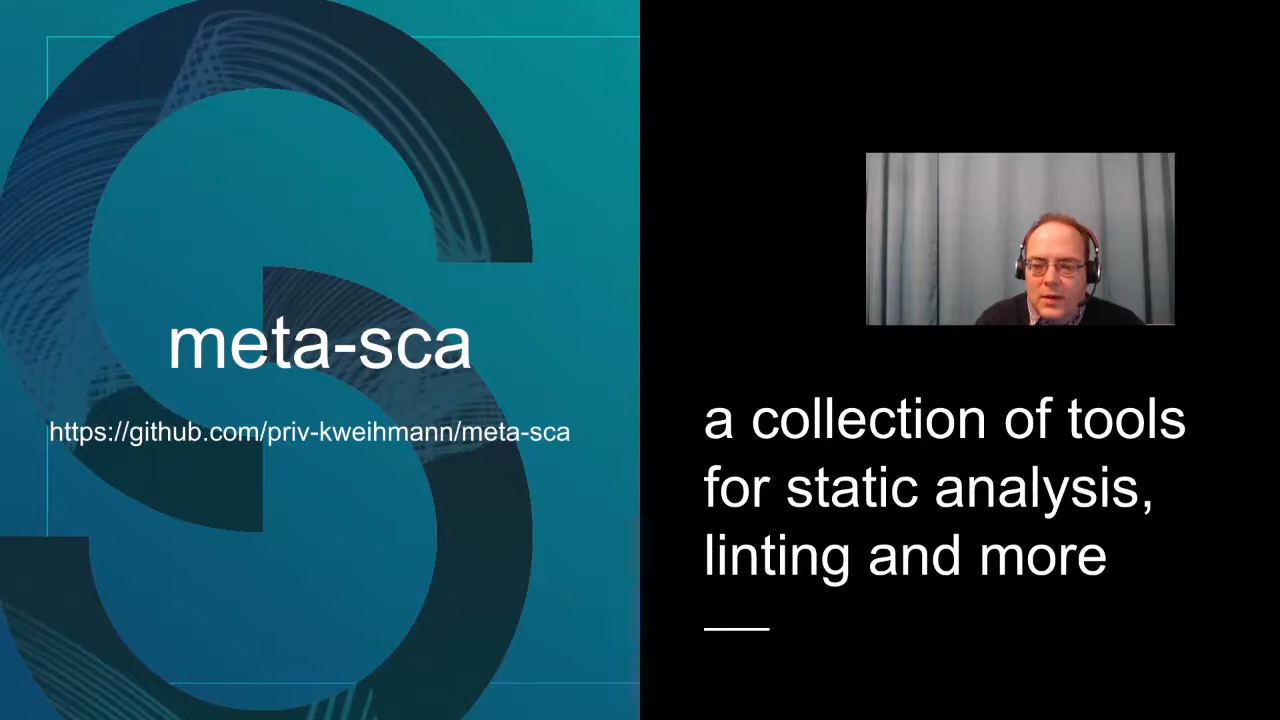 meta-sca
https://github.com/priv-kweihmann/meta-sca
a collection of tools
for static analysis,
linting and more